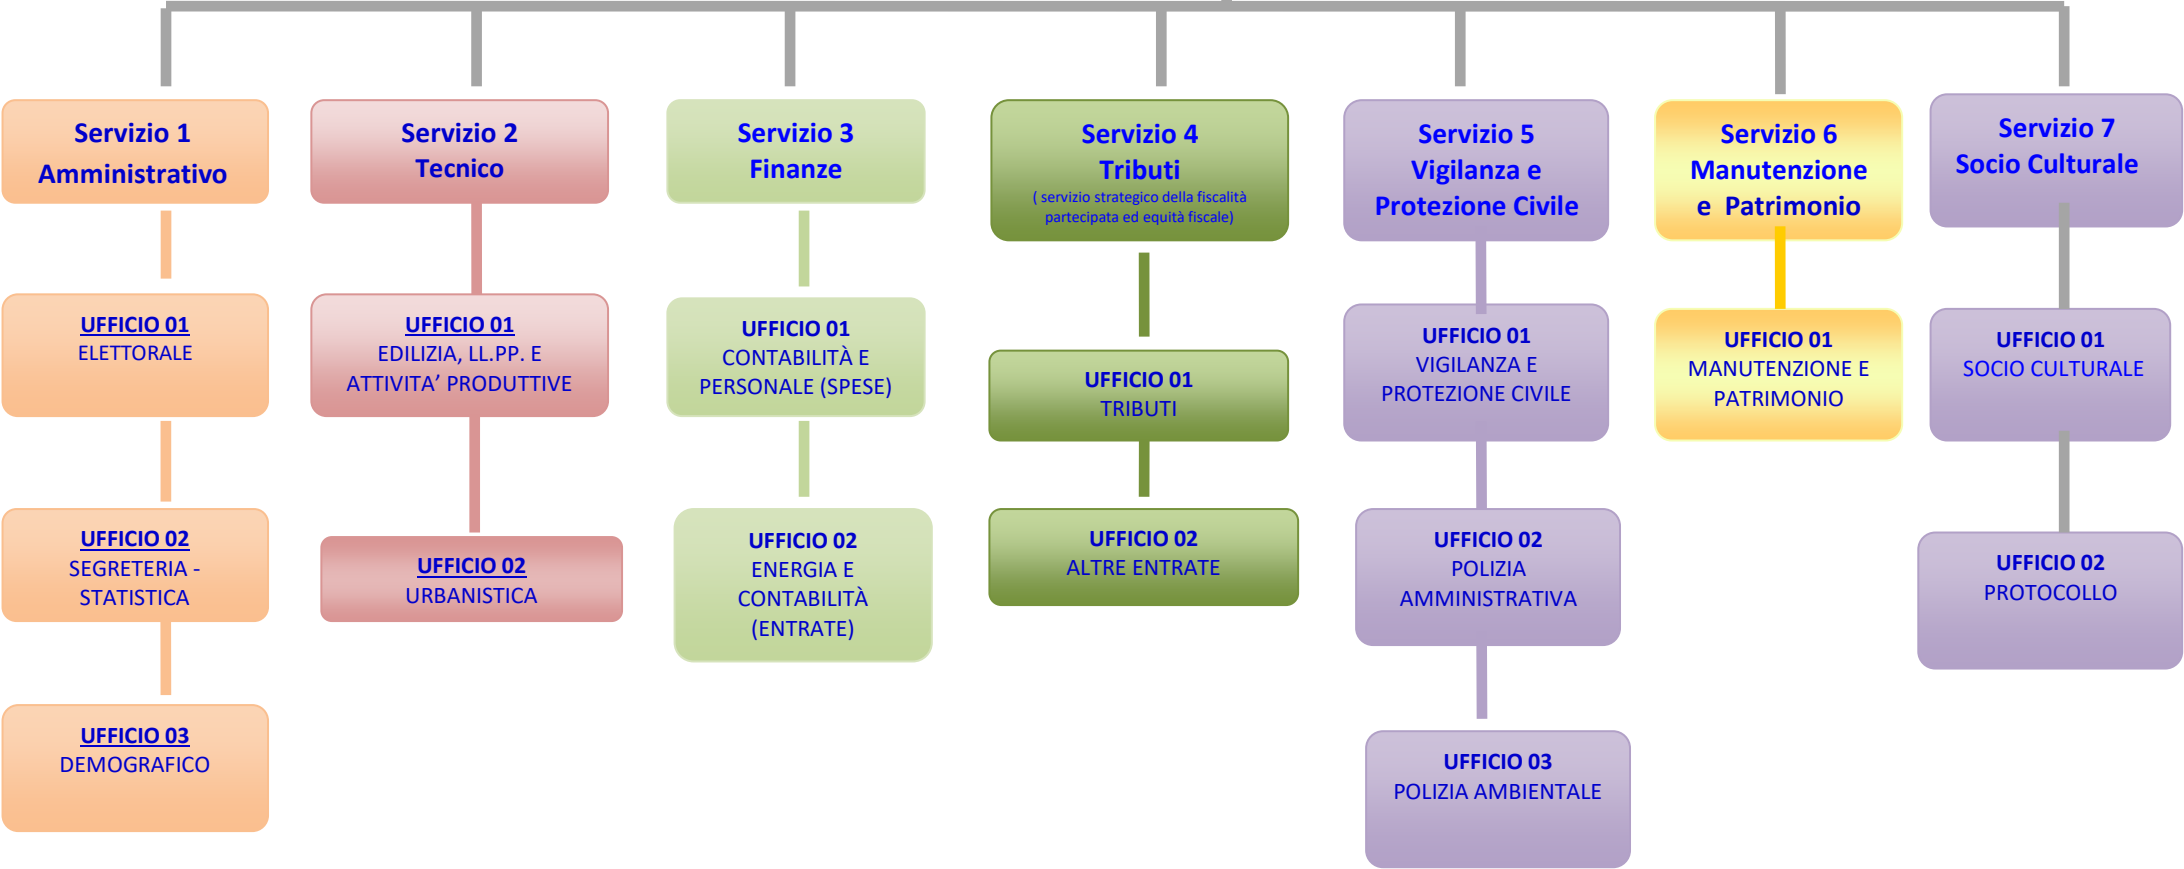 Servizio 1
Amministrativo
UFFICIO 01
ELETTORALE
UFFICIO 02
SEGRETERIA -
STATISTICA
UFFICIO 03
DEMOGRAFICO
Servizio 2
Tecnico
UFFICIO 01
EDILIZIA, LL.PP. E
ATTIVITA’ PRODUTTIVE
UFFICIO 02
URBANISTICA
Servizio 3
Finanze
UFFICIO 01
CONTABILITÀ E
PERSONALE (SPESE)
UFFICIO 02
ENERGIA E
CONTABILITÀ
(ENTRATE)
Servizio 4
Tributi
( servizio strategico della fiscalità
partecipata ed equità fiscale)
UFFICIO 01
TRIBUTI
UFFICIO 02
ALTRE ENTRATE
Servizio 5
Vigilanza e
Protezione Civile
UFFICIO 01
VIGILANZA E
PROTEZIONE CIVILE
UFFICIO 02
POLIZIA
AMMINISTRATIVA
UFFICIO 03
POLIZIA AMBIENTALE
Servizio 6
Manutenzione
e Patrimonio
UFFICIO 01
MANUTENZIONE E
PATRIMONIO
Servizio 7
Socio Culturale
UFFICIO 01
SOCIO CULTURALE
UFFICIO 02
PROTOCOLLO